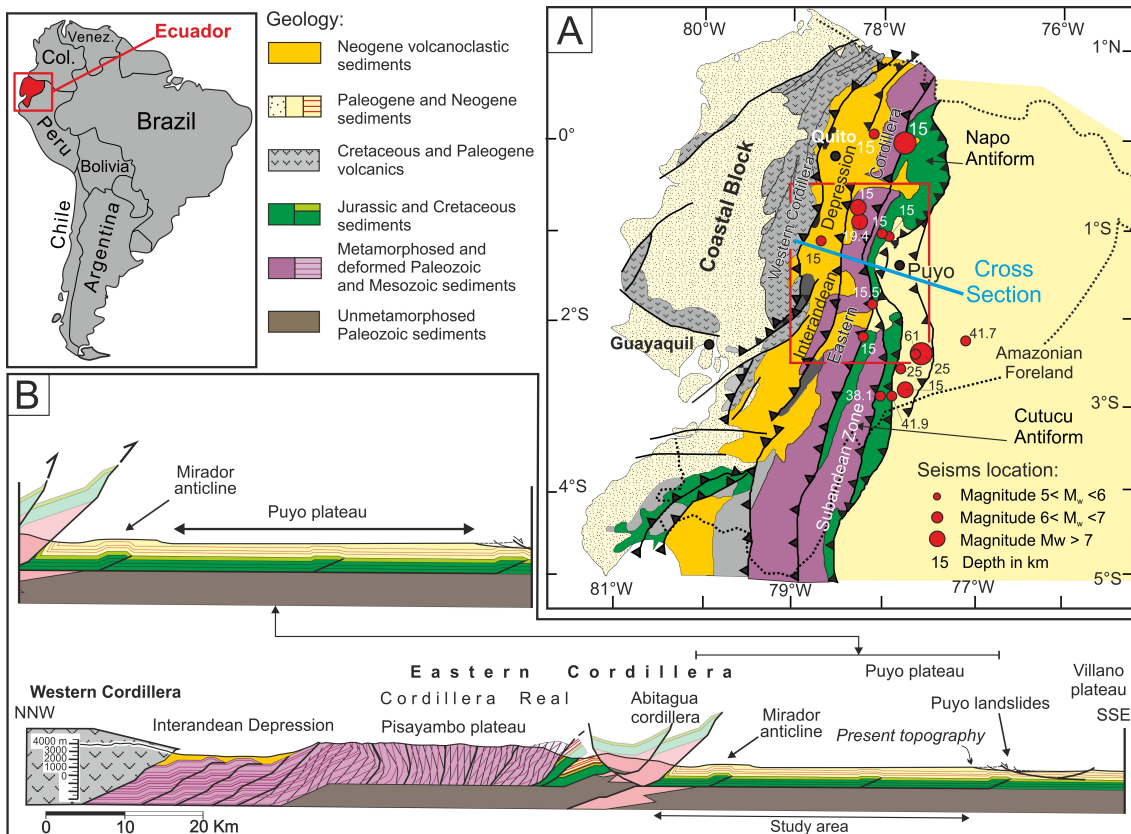 Ecuador
Venez.
Col.
Peru
Brazil
Bolivia
Chile
Argentina
Geology:
Neogene volcanoclastic
sediments
Paleogene and Neogene
sediments
Cretaceous and Paleogene
volcanics
Jurassic and Cretaceous
sediments
Metamorphosed and
deformed Paleozoic
and Mesozoic sediments
Unmetamorphosed
Paleozoic sediments
A
80°W
78°W
76°W
1°N
0°
1°S
2°S
3°S
4°S
5°S
81°W
79°W
77°W
Coastal Block
Western Cordillera
Interandean
Depression
Eastern
Cordillera
Subandean Zone
Quito
Puyo
Guayaquil
Napo
Antiform
Cross
Section
Amazonian
Foreland
Cutucu
Antiform
15
15
15
15
15
19.4
15
15.5
15
61
41.7
25
25
15
38.1
41.9
Seisms location:
Magnitude 5< Mw <6
Magnitude 6< Mw <7
Magnitude Mw > 7
15 Depth in km
B
Mirador
anticline
Puyo plateau
Eastern Cordillera
Cordillera Real
Western Cordillera
NNW
Interandean Depression
Pisayambo plateau
Abitagua
cordillera
Mirador
anticline
Puyo plateau
Puyo landslides
Present topography
Villano
plateau
SSE
4000 m
3000
2000
1000
0
0 10 20 Km
Study area